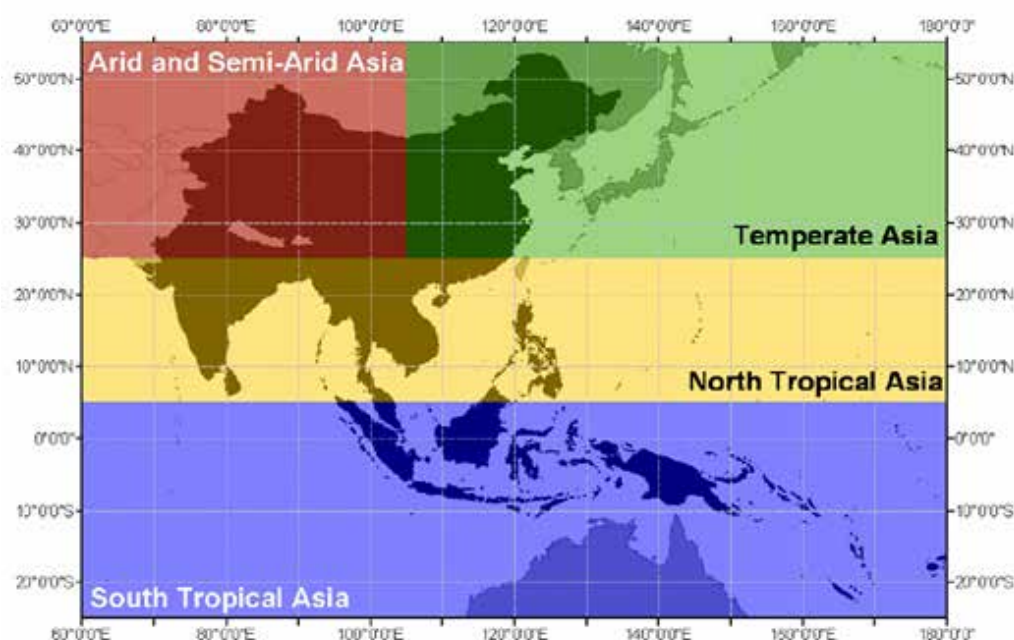 60°0'0"E 80°0'0"E 100°0'0"E 120°0'0"E 140°0'0"E 160°0'0"E 180°0'0"
Arid and Semi-Arid Asia
50°0'0"N 50°0'0"N
40°0'0"N 40°0'0"N
30°0'0"N 30°0'0"N
Temperate Asia
20°0'0"N 20°0'0"N
10°0'0"N 10°0'0"N
North Tropical Asia
0°0'0" 0°0'0"
10°0'0"S 10°0'0"S
20°0'0"S 20°0'0"S
South Tropical Asia
60°0'0"E 80°0'0"E 100°0'0"E 120°0'0"E 140°0'0"E 160°0'0"E 180°0'0"